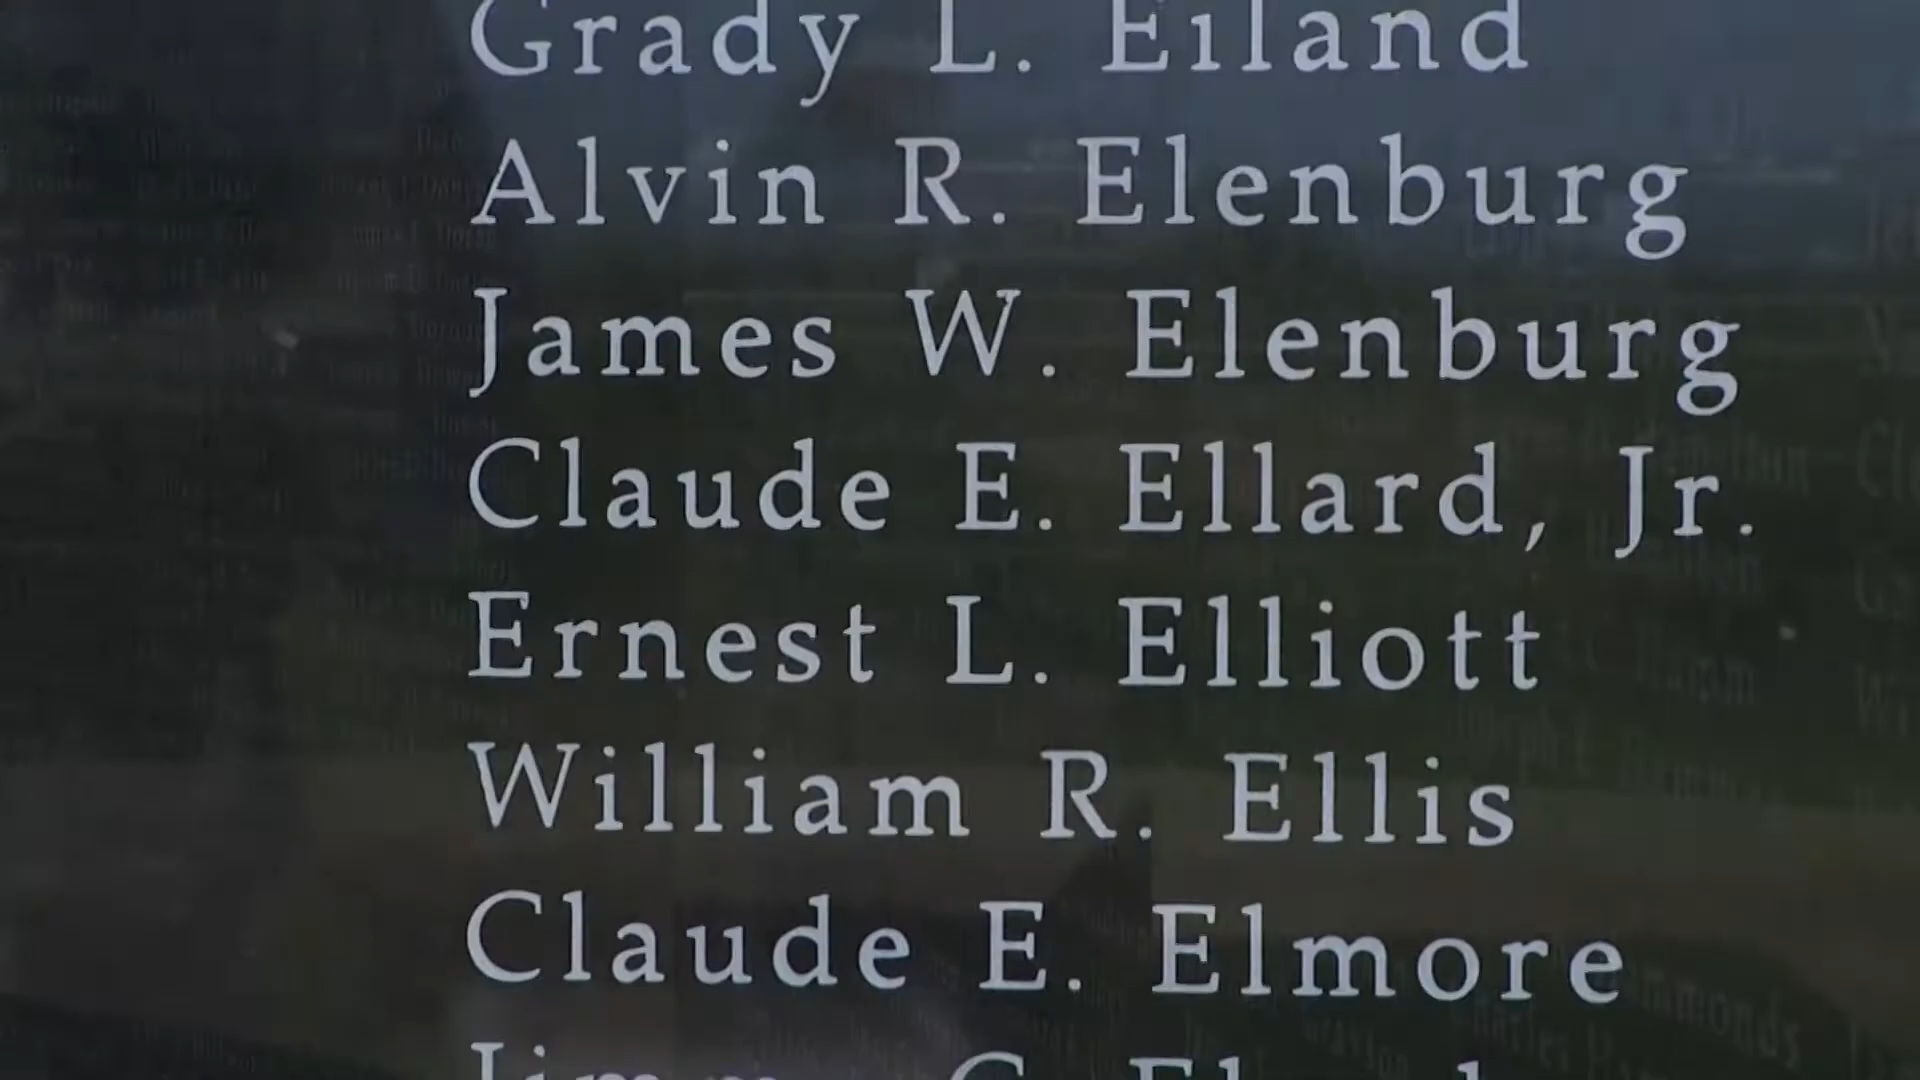 Grady L. Eiland
Alvin R. Elenburg
James W. Elenburg
Claude E. Ellard, Jr.
Ernest L. Elliott
William R. Ellis
Claude E. Elmore